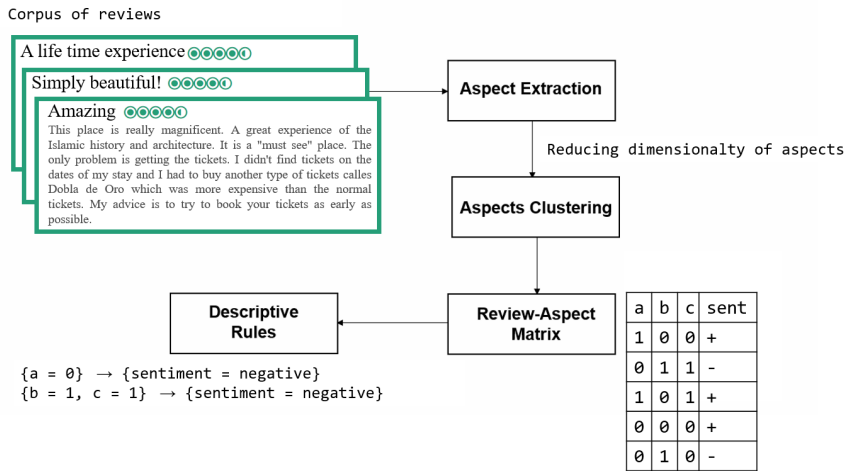 Corpus of reviews
A life time experience
Simply beautiful!
Amazing
This place is really magnificent. A great experience of the
Islamic history and architecture. It is a "must see" place. The
only problem is getting the tickets. I didn't find tickets on the
dates of my stay and I had to buy another type of tickets calles
Dobla de Oro which was more expensive than the normal
tickets. My advice is to try to book your tickets as early as
possible.
Aspect Extraction
Reducing dimensionalty of aspects
Aspects Clustering
Review-Aspect
Matrix
Descriptive
Rules
{a = 0} → {sentiment = negative}
{b = 1, c = 1} → {sentiment = negative}
a b c sent
1 0 0 +
0 1 1 -
1 0 1 +
0 0 0 +
0 1 0 -